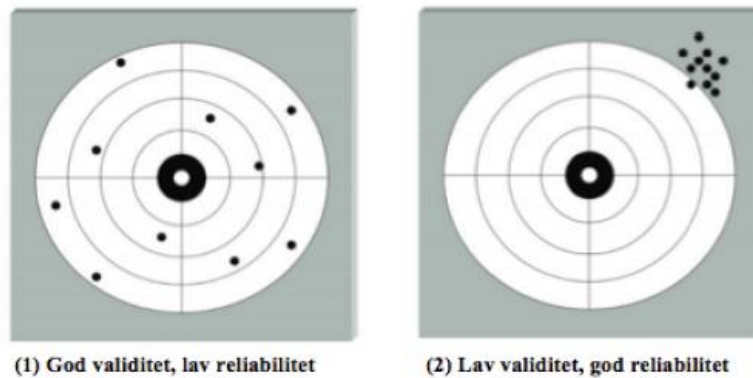 (1) God validitet, lav reliabilitet
(2) Lav validitet, god reliabilitet